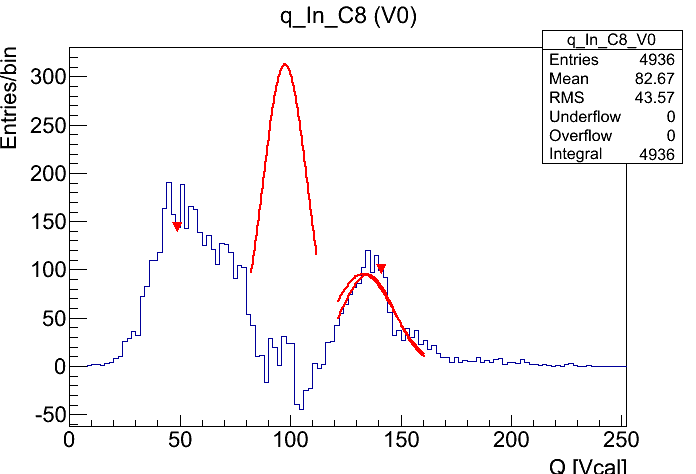 q_In_C8 (V0)
q_In_C8_V0
Entries 4936
Mean 82.67
RMS 43.57
Underflow 0
Overflow 0
Integral 4936
Entries/bin
300
250
200
150
100
50
0
-50
0 50 100 150 200 250
Q [Vcal]